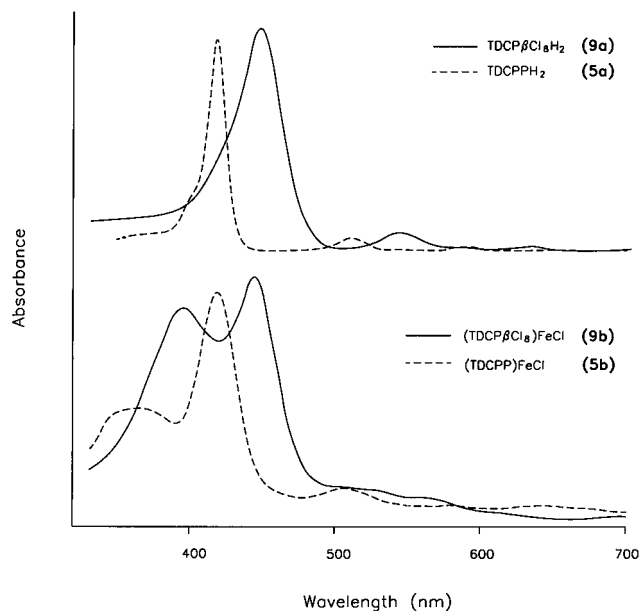 TDCPβCl₈H₂ (9a)
TDCPPH₂ (5a)
Absorbance
(TDCPβCl₈)FeCl (9b)
(TDCPP)FeCl (5b)
400 500 600 700
Wavelength (nm)